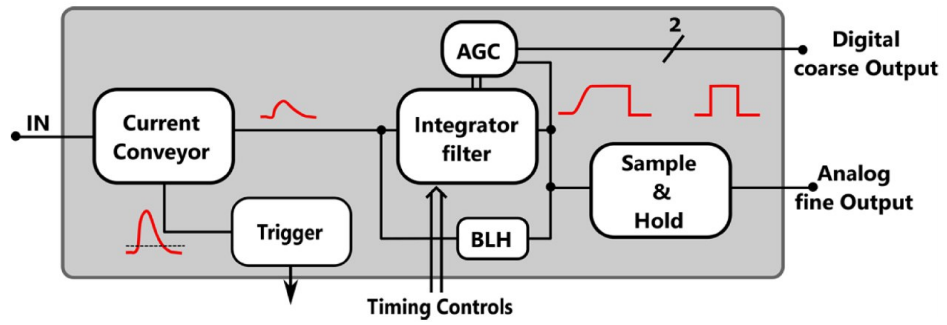 AGC
2
Digital
coarse Output
IN
Current
Conveyor
Integrator
filter
Sample
&
Hold
Analog
fine Output
Trigger
BLH
Timing Controls